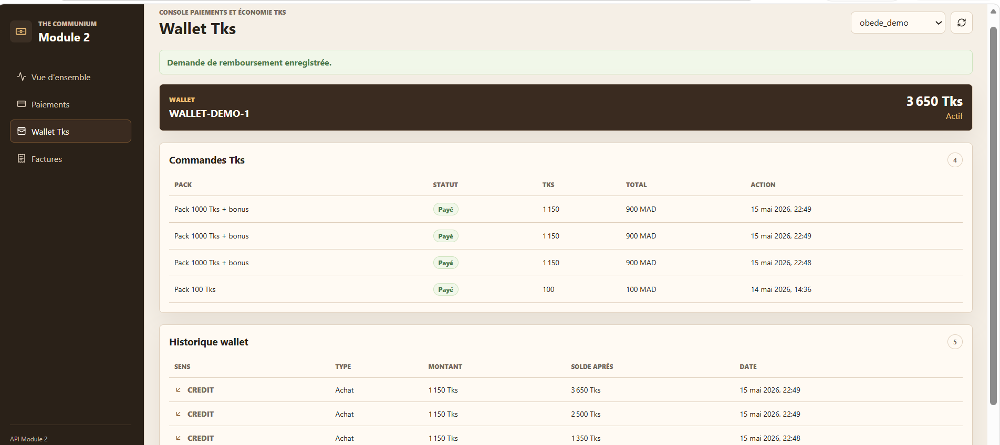 THE COMMUNIUM
Module 2
Vue d'ensemble
Paiements
Wallet Tks
Factures
API Module 2
CONSOLE PAIEMENTS ET ÉCONOMIE TKS
Wallet Tks
obede_demo
Demande de remboursement enregistrée.
WALLET
WALLET-DEMO-1
3 650 Tks
Actif
Commandes Tks
4
PACK STATUT TKS TOTAL ACTION
Pack 1000 Tks + bonus Payé 1 150 900 MAD 15 mai 2026, 22:49
Pack 1000 Tks + bonus Payé 1 150 900 MAD 15 mai 2026, 22:49
Pack 1000 Tks + bonus Payé 1 150 900 MAD 15 mai 2026, 22:48
Pack 100 Tks Payé 100 100 MAD 14 mai 2026, 14:36
Historique wallet
5
SENS TYPE MONTANT SOLDE APRÈS DATE
CREDIT Achat 1 150 Tks 3 650 Tks 15 mai 2026, 22:49
CREDIT Achat 1 150 Tks 2 500 Tks 15 mai 2026, 22:49
CREDIT Achat 1 150 Tks 1 350 Tks 15 mai 2026, 22:48